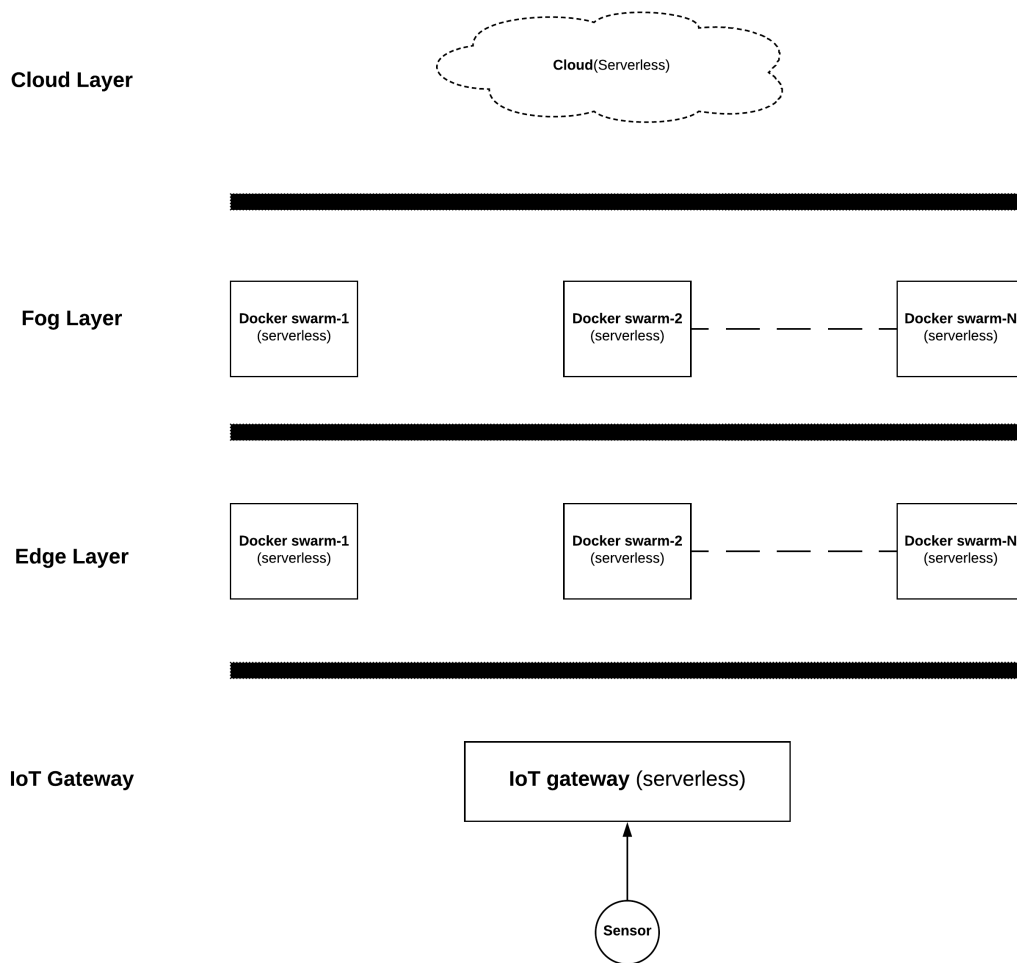 Cloud Layer
Cloud(Serverless)
Fog Layer
Docker swarm-1
(serverless)
Docker swarm-2
(serverless)
Docker swarm-N
(serverless)
Edge Layer
Docker swarm-1
(serverless)
Docker swarm-2
(serverless)
Docker swarm-N
(serverless)
IoT Gateway
IoT gateway (serverless)
Sensor